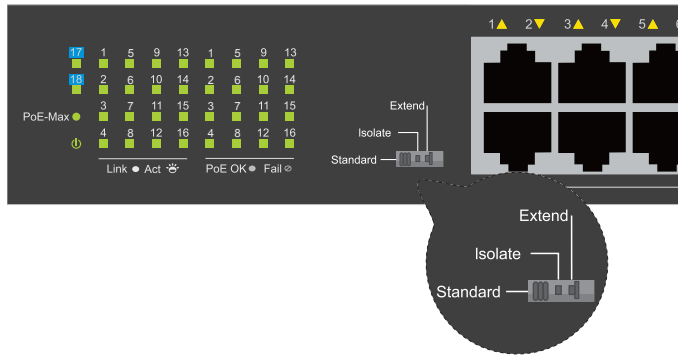 1 2 3 4 5 6
17 1 5 9 13 1 5 9 13
18 2 6 10 14 2 6 10 14
PoE-Max 3 7 11 15 3 7 11 15
4 8 12 16 4 8 12 16
Link Act PoE OK Fail
Extend
Isolate
Standard
Extend
Isolate
Standard